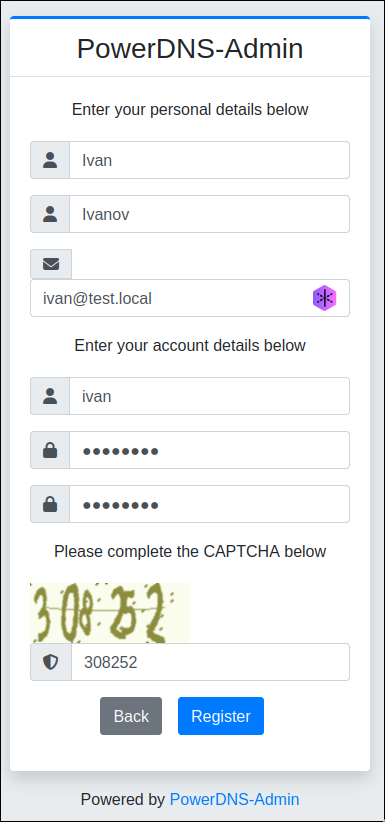 PowerDNS-Admin
Enter your personal details below
Ivan
Ivanov
ivan@test.local
Enter your account details below
ivan
●●●●●●●●
●●●●●●●●
Please complete the CAPTCHA below
308252
308252
Back Register
Powered by PowerDNS-Admin